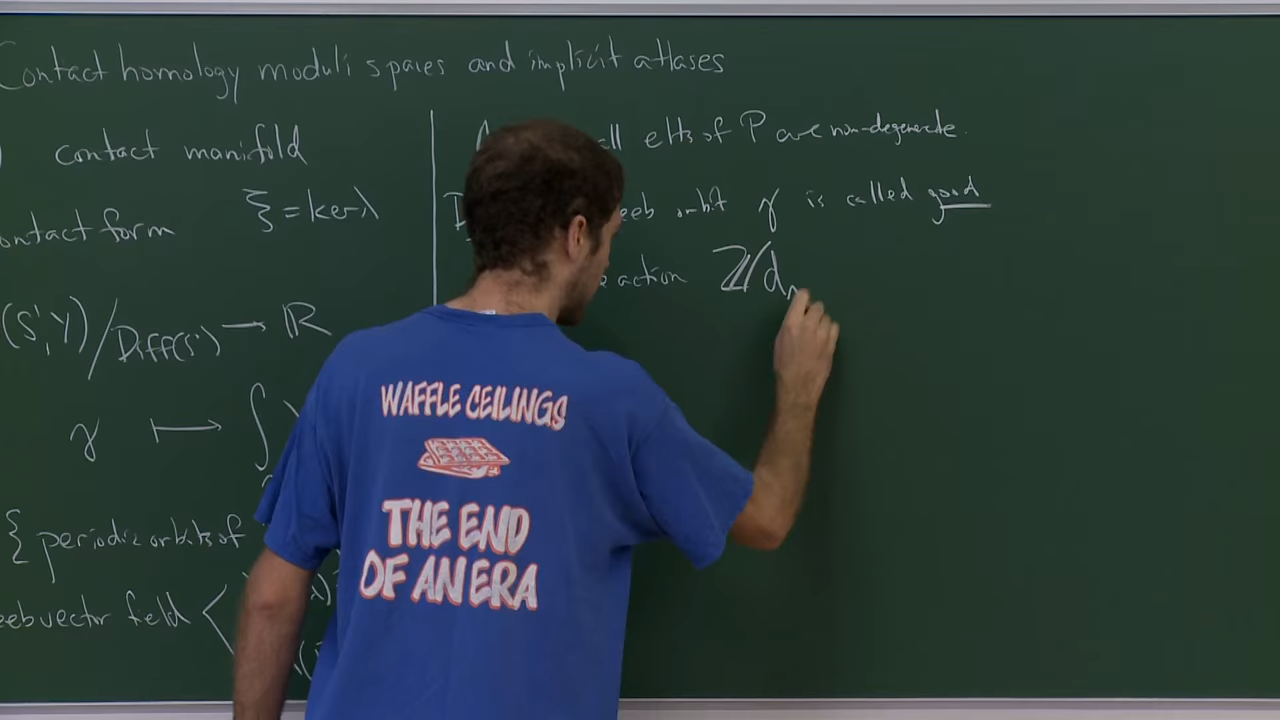 Contact homology moduli spaces and implicit atlases
contact manifold
contact form ξ = ker λ
(S¹, Y) / Diff(S¹) → ℝ
γ ↦ ∫
{ periodic orbits of
vector field <
all elts of P are non-degenerate.
orbit γ is called good
action ℤ/d
WAFFLE CEILINGS
THE END
OF AN ERA